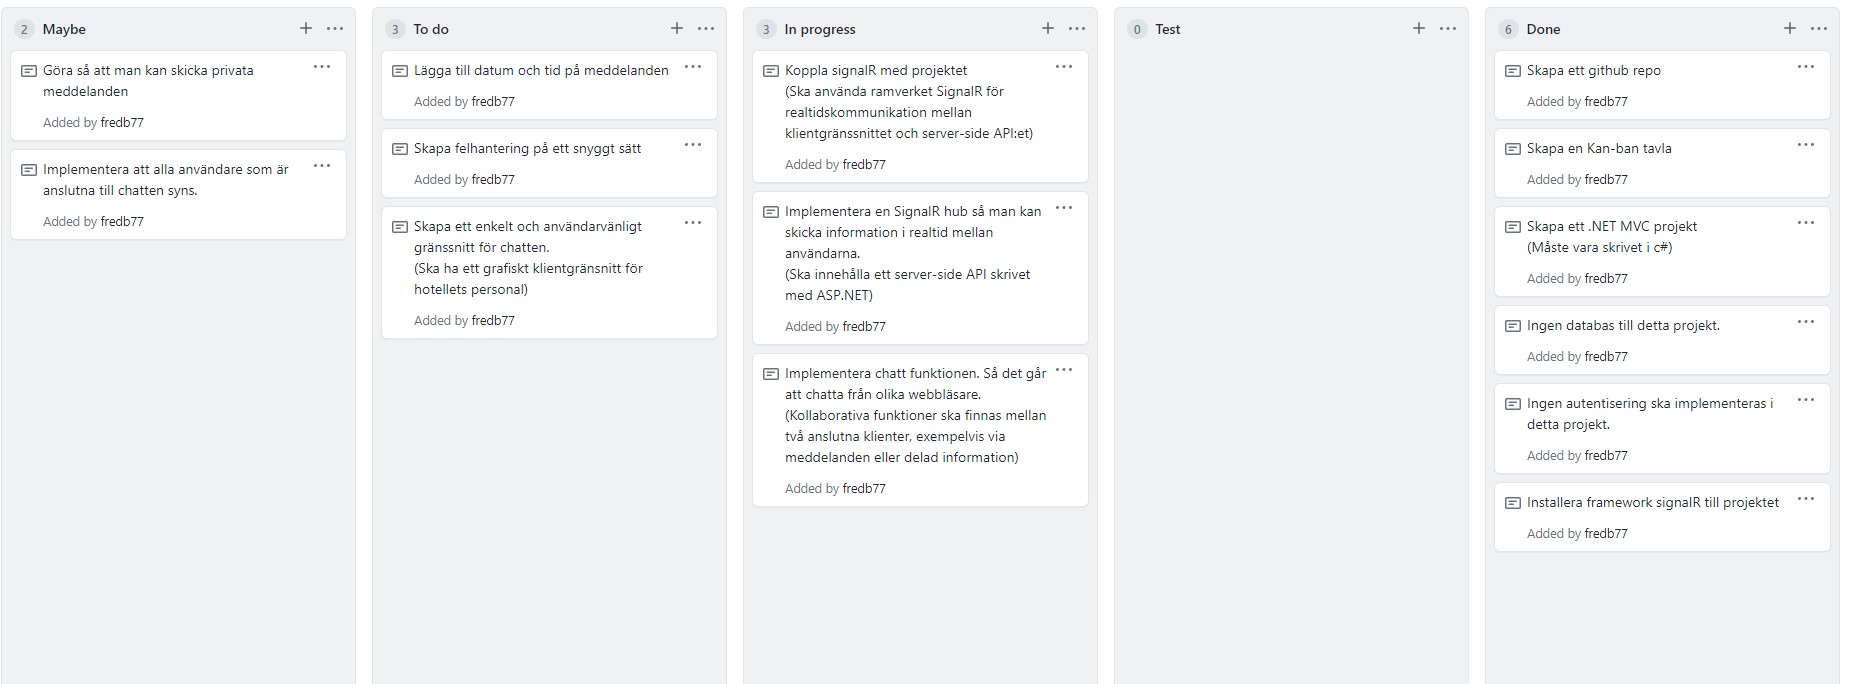 2 Maybe
Göra så att man kan skicka privata
meddelanden
Added by fredb77
Implementera att alla användare som är
anslutna till chatten syns.
Added by fredb77
3 To do
Lägga till datum och tid på meddelanden
Added by fredb77
Skapa felhantering på ett snyggt sätt
Added by fredb77
Skapa ett enkelt och användarvänligt
gränssnitt för chatten.
(Ska ha ett grafiskt klientgränsnitt för
hotellets personal)
Added by fredb77
3 In progress
Koppla signalR med projektet
(Ska använda ramverket SignalR för
realtidskommunikation mellan
klientgränssnittet och server-side API:et)
Added by fredb77
Implementera en SignalR hub så man kan
skicka information i realtid mellan
användarna.
(Ska innehålla ett server-side API skrivet
med ASP.NET)
Added by fredb77
Implementera chatt funktionen. Så det går
att chatta från olika webbläsare.
(Kollaborativa funktioner ska finnas mellan
två anslutna klienter, exempelvis via
meddelanden eller delad information)
Added by fredb77
0 Test
6 Done
Skapa ett github repo
Added by fredb77
Skapa en Kan-ban tavla
Added by fredb77
Skapa ett .NET MVC projekt
(Måste vara skrivet i c#)
Added by fredb77
Ingen databas till detta projekt.
Added by fredb77
Ingen autentisering ska implementeras i
detta projekt.
Added by fredb77
Installera framework signalR till projektet
Added by fredb77